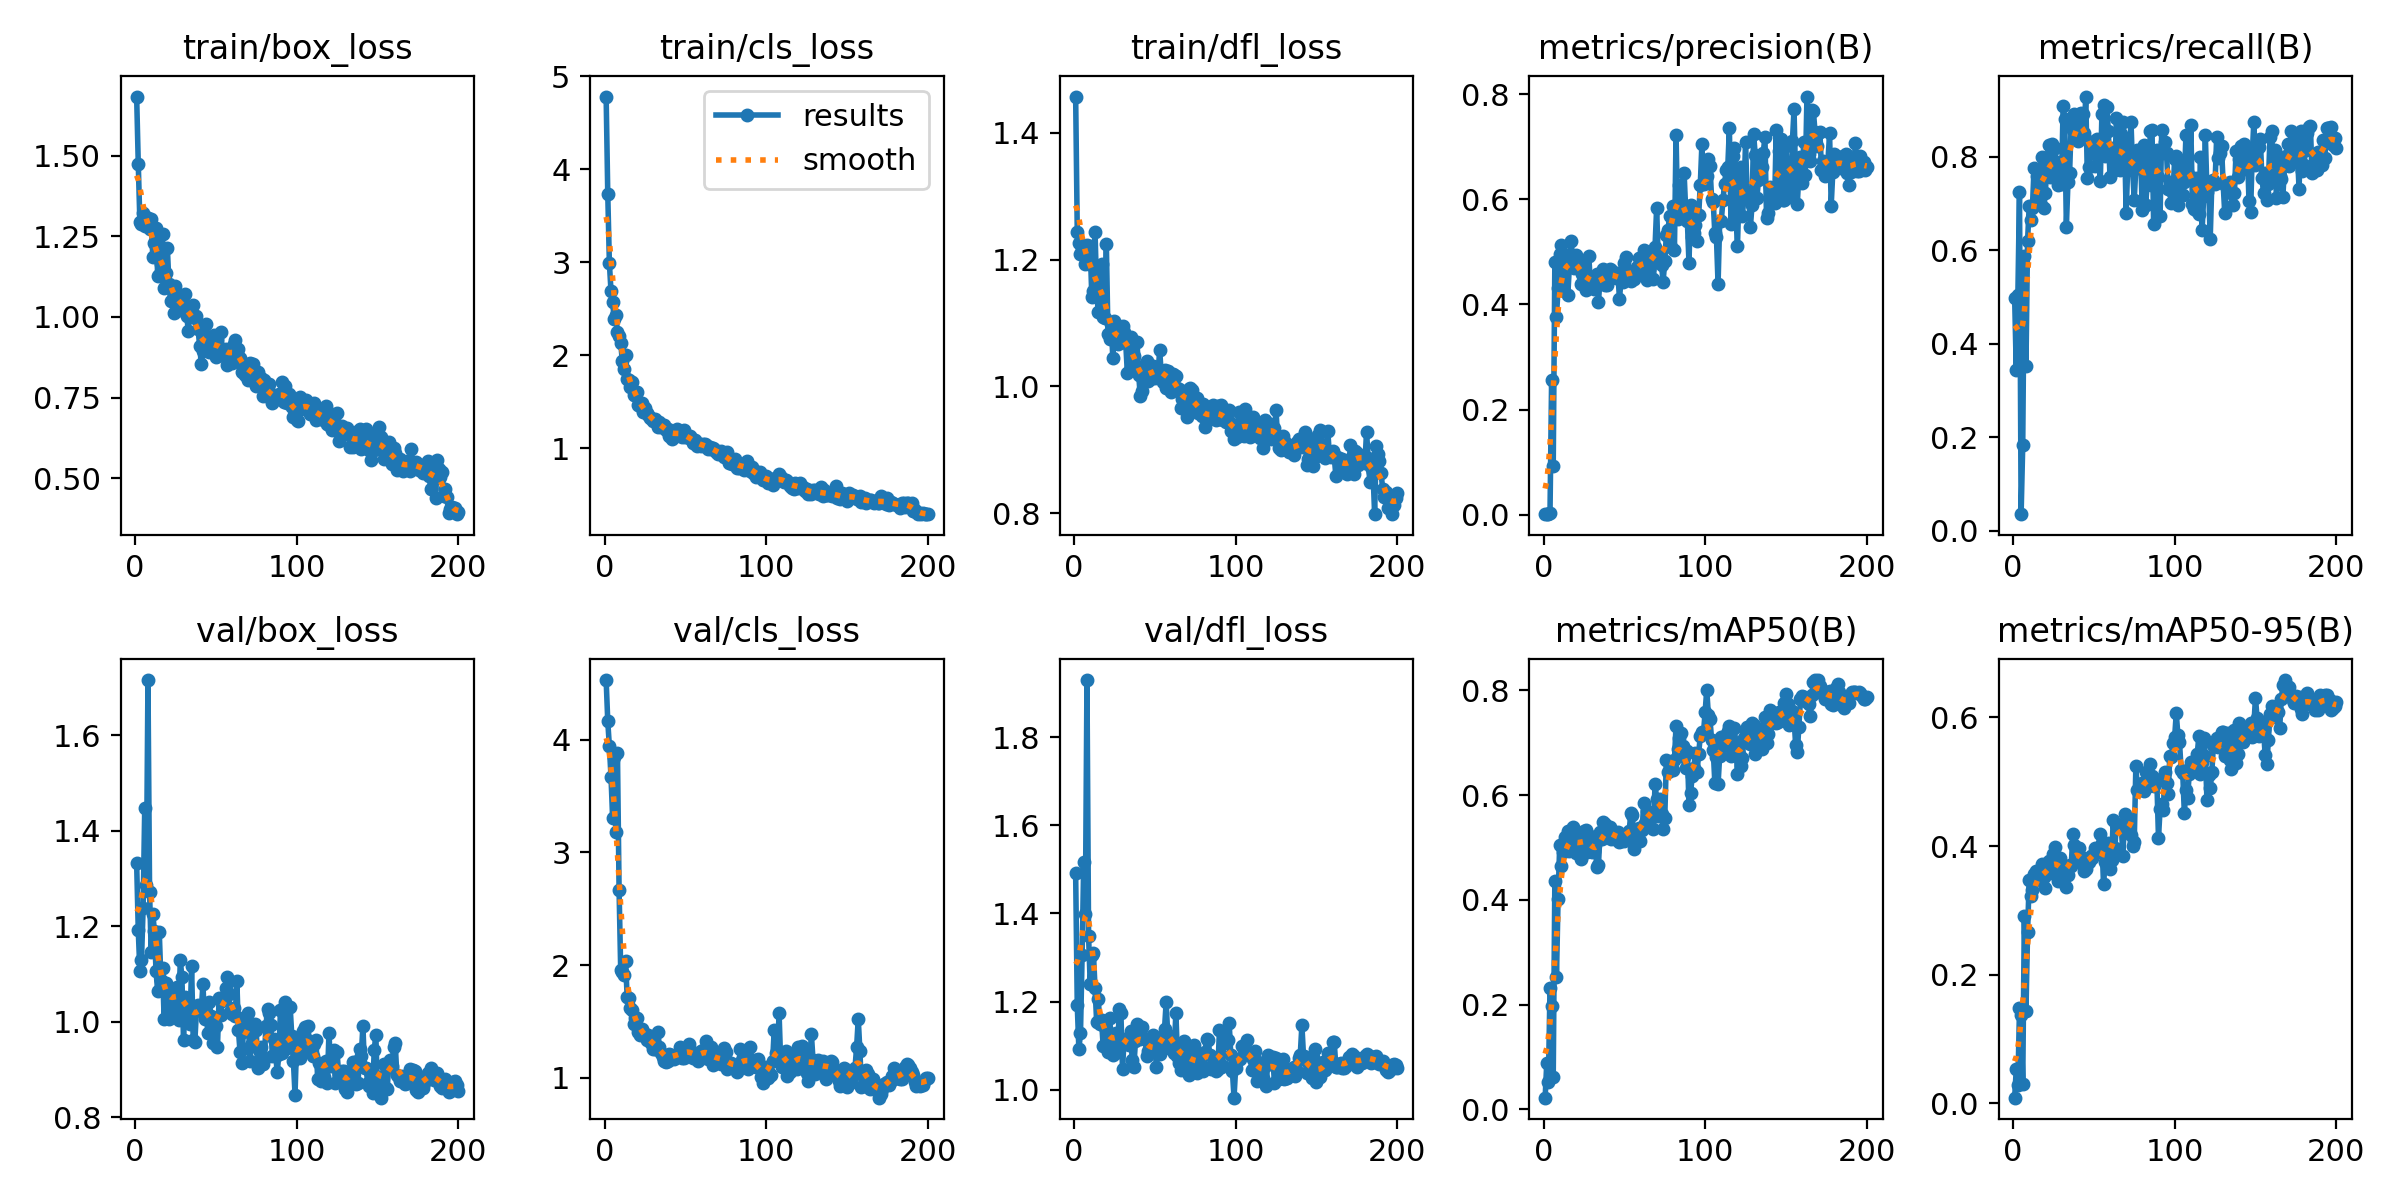 train/box_loss
1.50
1.25
1.00
0.75
0.50
0 100 200
train/cls_loss
5
4
3
2
1
results
smooth
0 100 200
train/dfl_loss
1.4
1.2
1.0
0.8
0 100 200
metrics/precision(B)
0.8
0.6
0.4
0.2
0.0
0 100 200
metrics/recall(B)
0.8
0.6
0.4
0.2
0.0
0 100 200
val/box_loss
1.6
1.4
1.2
1.0
0.8
0 100 200
val/cls_loss
4
3
2
1
0 100 200
val/dfl_loss
1.8
1.6
1.4
1.2
1.0
0 100 200
metrics/mAP50(B)
0.8
0.6
0.4
0.2
0.0
0 100 200
metrics/mAP50-95(B)
0.6
0.4
0.2
0.0
0 100 200